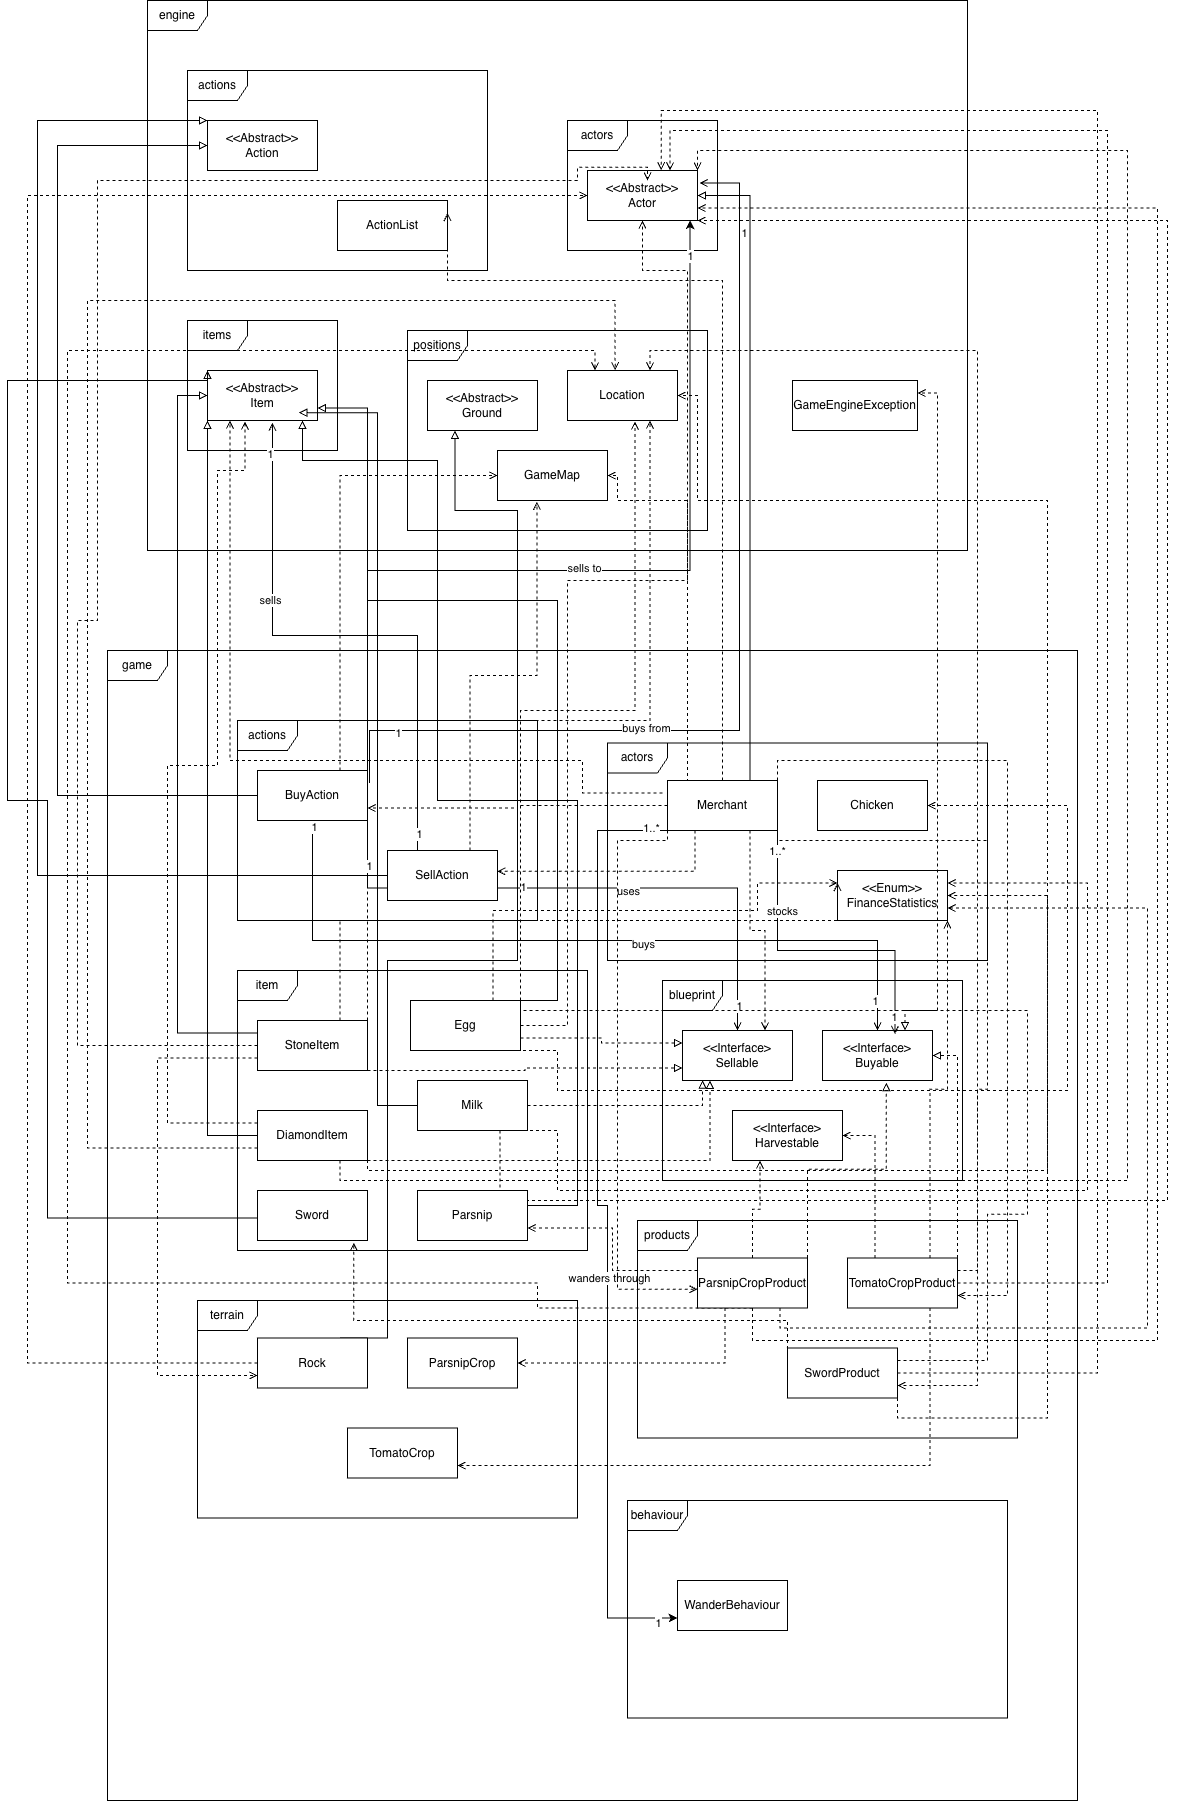 engine
actions
<<Abstract>>
Action
ActionList
actors
<<Abstract>>
Actor
1
1
items
<<Abstract>>
Item
1
positions
<<Abstract>>
Ground
Location
GameMap
GameEngineException
sells to
sells
game
actions
1
buys from
BuyAction
1
1
SellAction
1
1
uses
buys
actors
Merchant
Chicken
1..*
1..*
stocks
<<Enum>>
FinanceStatistics
item
Egg
StoneItem
Milk
DiamondItem
Sword
Parsnip
blueprint
1
1
1
<<Interface>
Sellable
<<Interface>
Buyable
<<Interface>
Harvestable
products
wanders through
ParsnipCropProduct
TomatoCropProduct
SwordProduct
terrain
Rock
ParsnipCrop
TomatoCrop
behaviour
WanderBehaviour
1